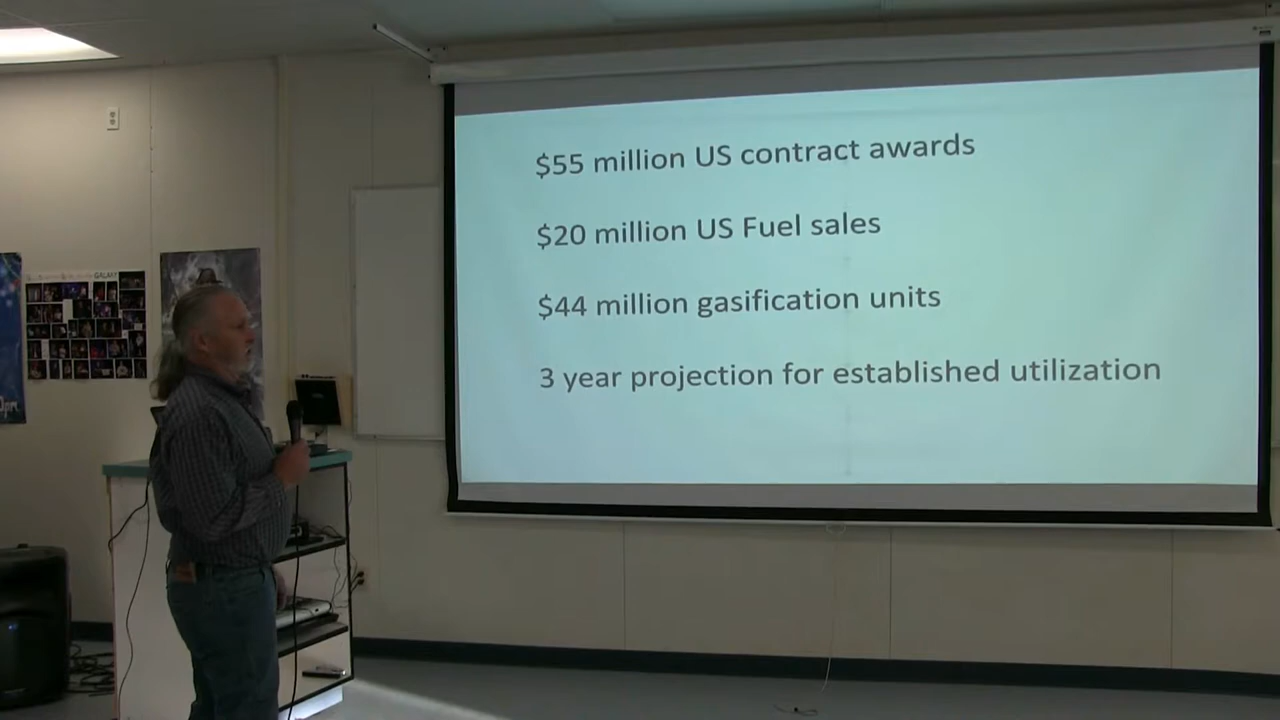 $55 million US contract awards
$20 million US Fuel sales
$44 million gasification units
3 year projection for established utilization
GALAXY